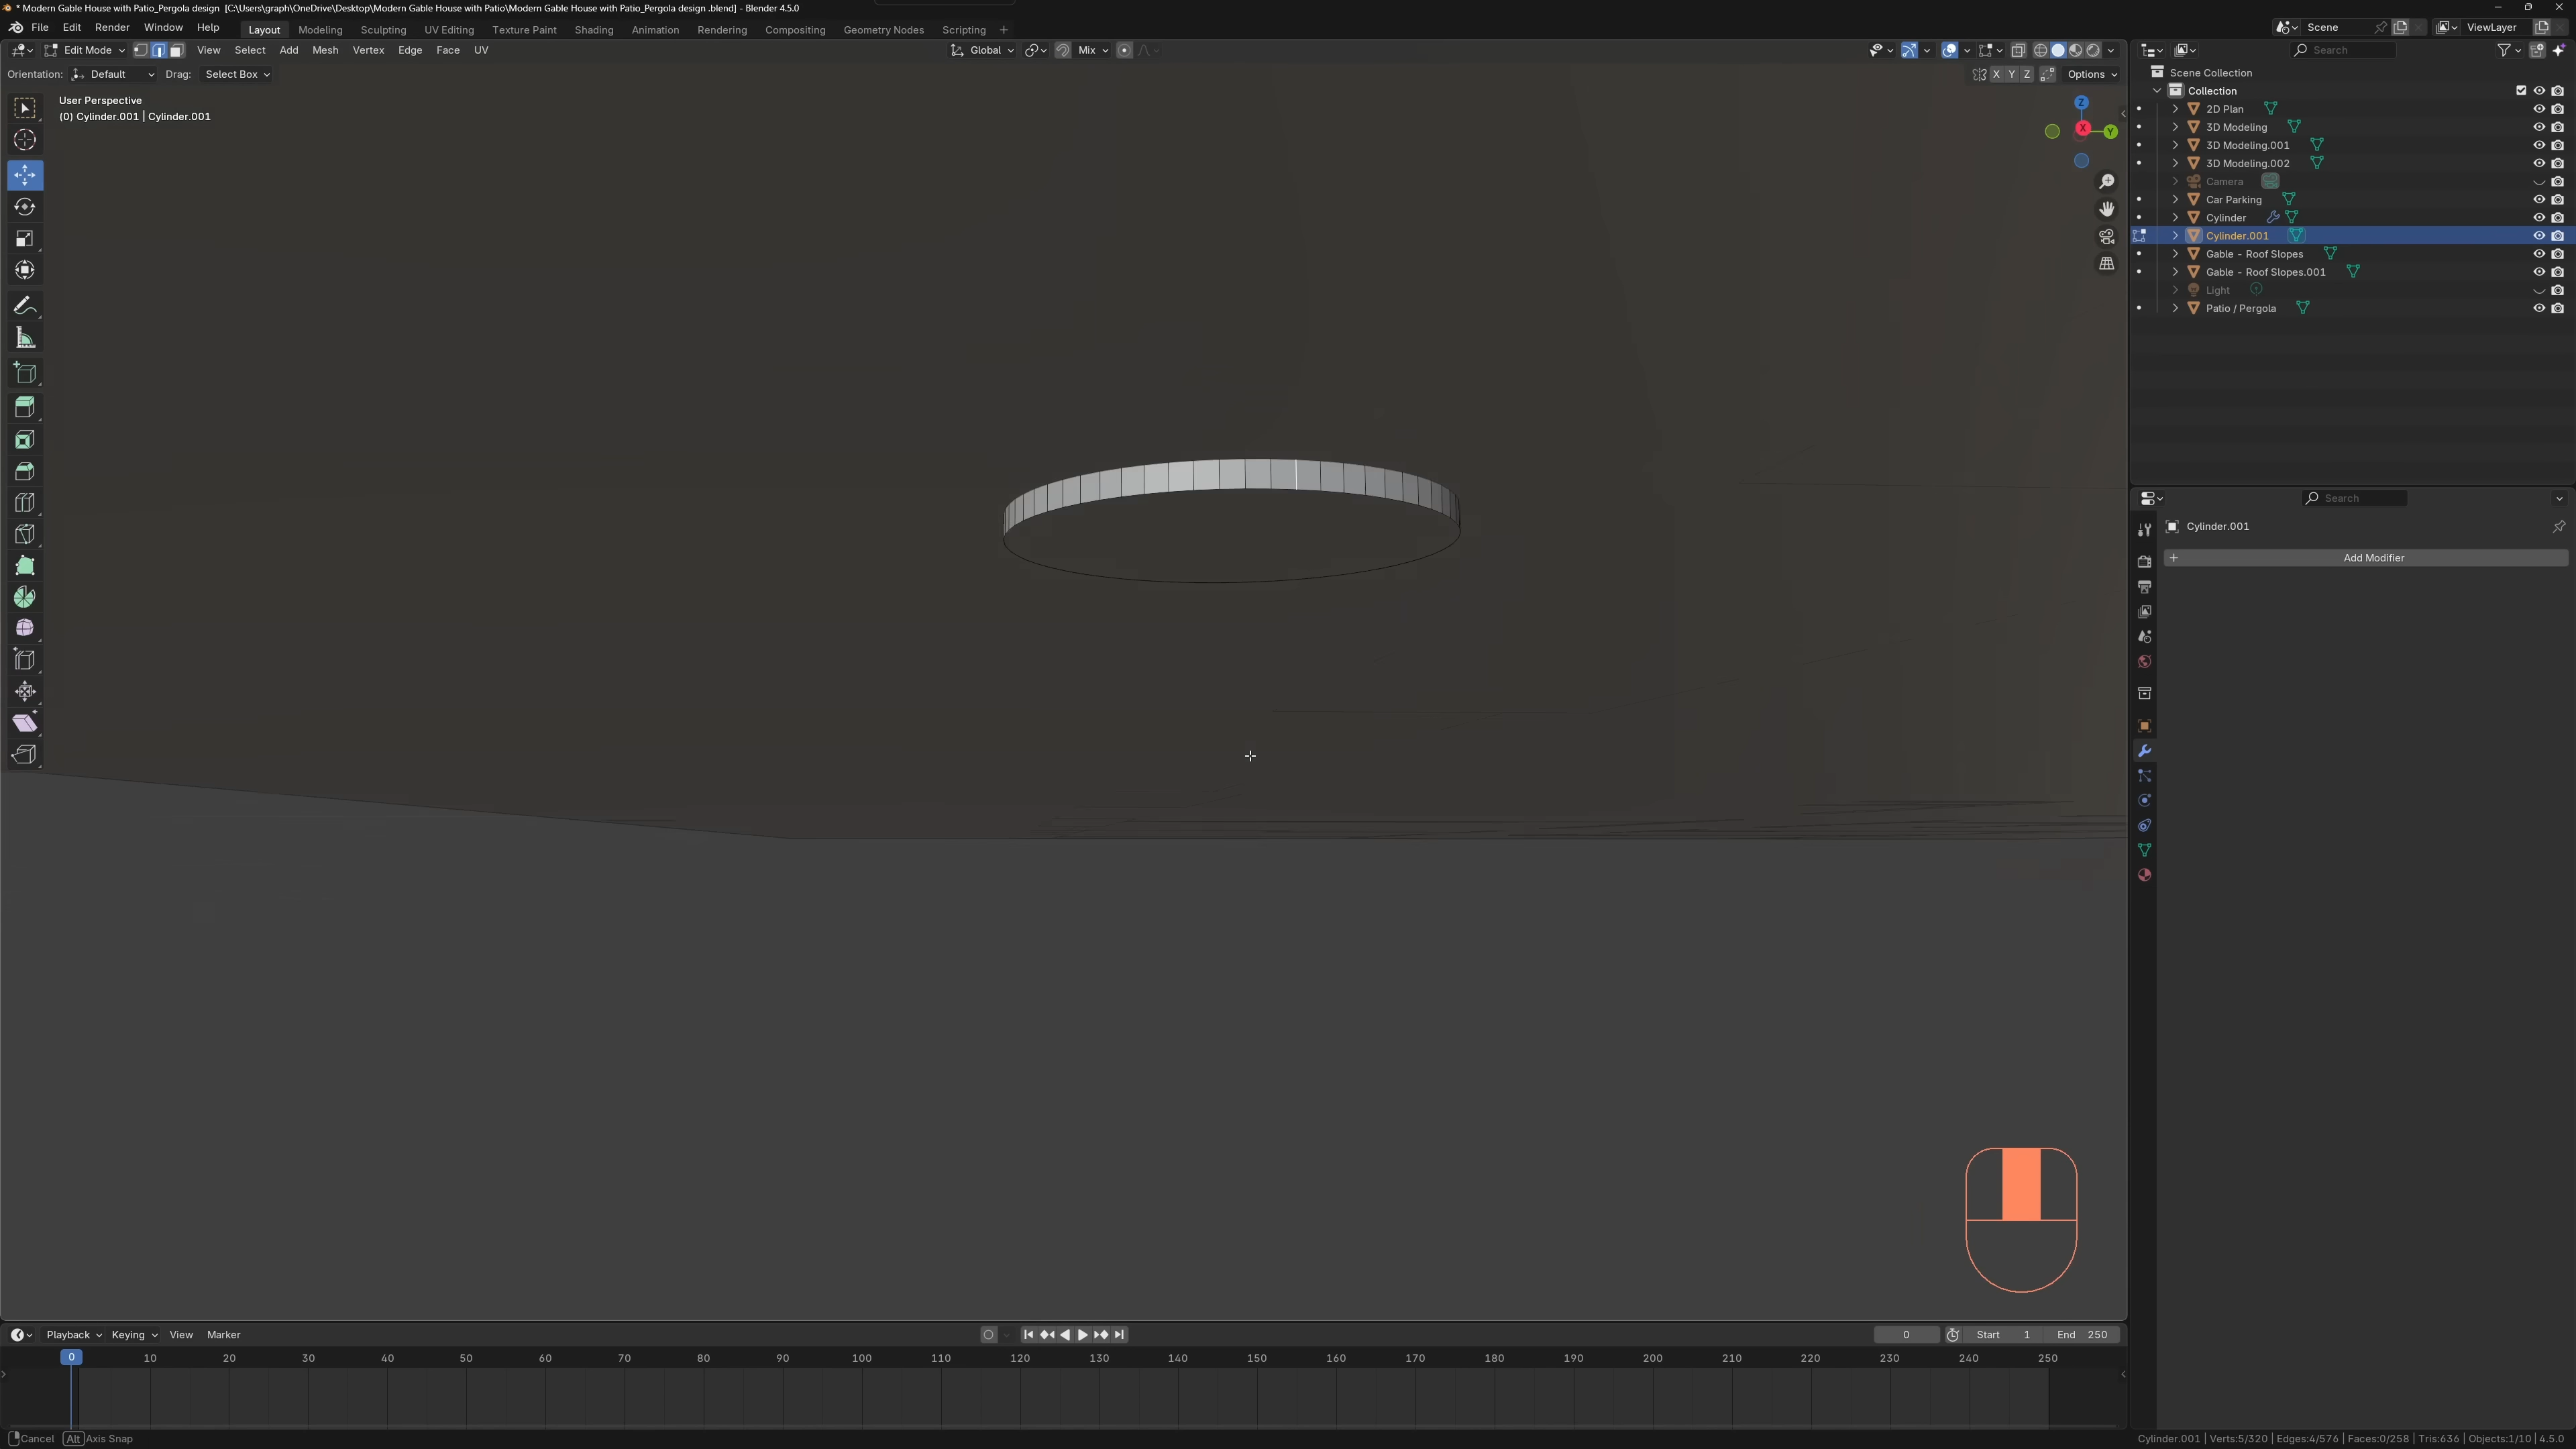 * Modern Gable House with Patio_Pergola design  [C:\Users\graph\OneDrive\Desktop\Modern Gable House with Patio\Modern Gable House with Patio_Pergola design .blend] - Blender 4.5.0
File Edit Render Window Help Layout Modeling Sculpting UV Editing Texture Paint Shading Animation Rendering Compositing Geometry Nodes Scripting + Scene ViewLayer
Edit Mode View Select Add Mesh Vertex Edge Face UV Global Mix Search
Orientation: Default Drag: Select Box X Y Z Options
User Perspective
(0) Cylinder.001 | Cylinder.001
Z
X
Y
Scene Collection
Collection
2D Plan
3D Modeling
3D Modeling.001
3D Modeling.002
Camera
Car Parking
Cylinder
Cylinder.001
Gable - Roof Slopes
Gable - Roof Slopes.001
Light
Patio / Pergola
Search
Cylinder.001
+ Add Modifier
Playback Keying View Marker 0 Start 1 End 250
0 10 20 30 40 50 60 70 80 90 100 110 120 130 140 150 160 170 180 190 200 210 220 230 240 250
Cancel Alt Axis Snap Cylinder.001 | Verts:5/320 | Edges:4/576 | Faces:0/258 | Tris:636 | Objects:1/10 | 4.5.0